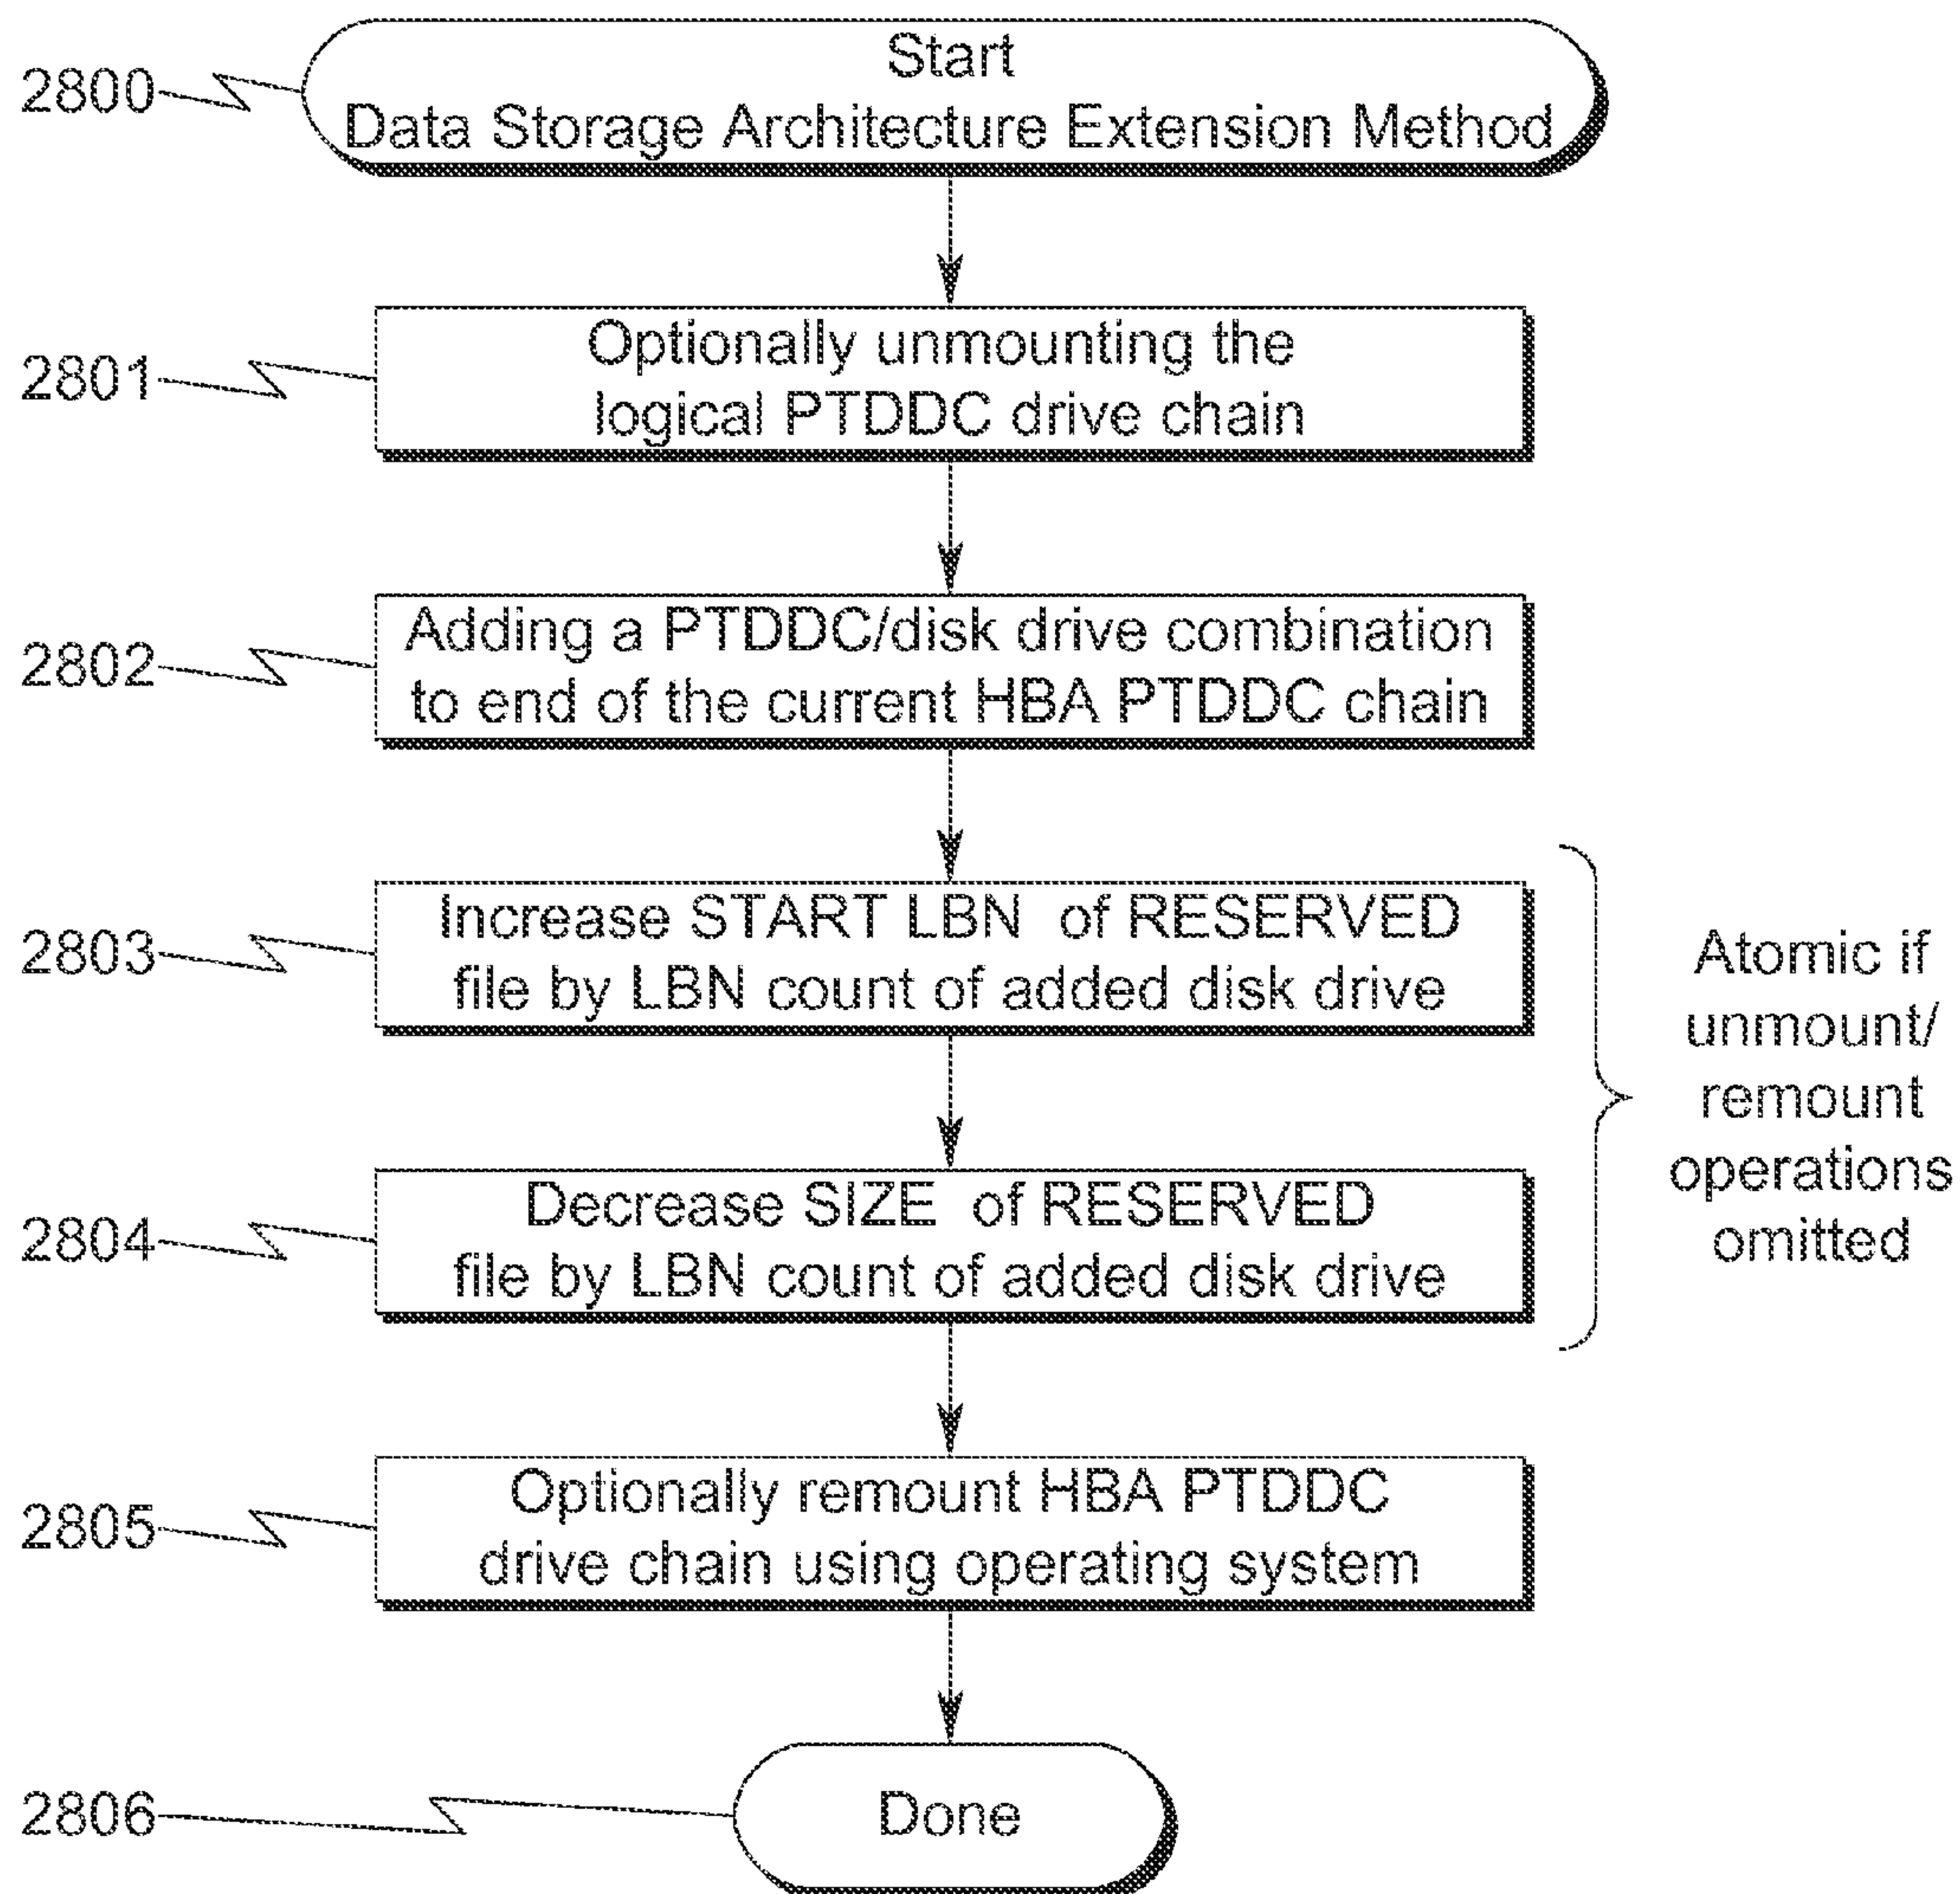 2800
Start
Data Storage Architecture Extension Method
2801
Optionally unmounting the
logical PTDDC drive chain
2802
Adding a PTDDC/disk drive combination
to end of the current HBA PTDDC chain
2803
Increase START LBN of RESERVED
file by LBN count of added disk drive
2804
Decrease SIZE of RESERVED
file by LBN count of added disk drive
Atomic if
unmount/
remount
operations
omitted
2805
Optionally remount HBA PTDDC
drive chain using operating system
2806
Done